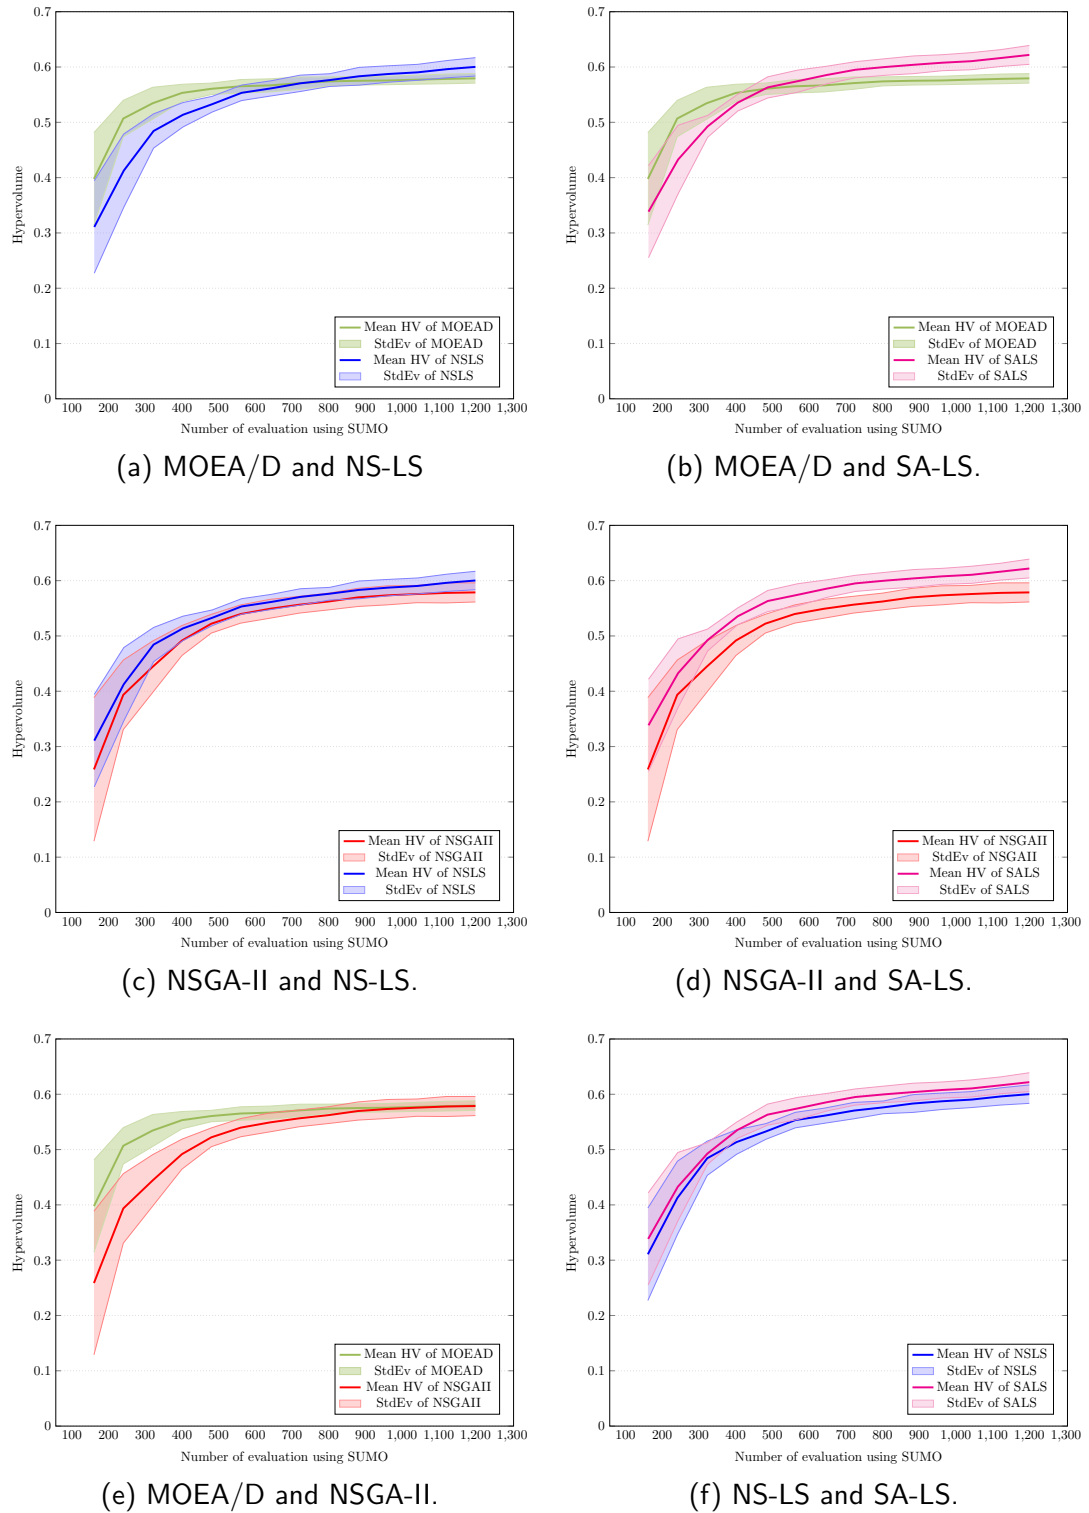 0.7
0.6
0.5
0.4
0.3
0.2
0.1
0
Hypervolume
Mean HV of MOEAD
StdEv of MOEAD
Mean HV of NSLS
StdEv of NSLS
100 200 300 400 500 600 700 800 900 1,000 1,100 1,200 1,300
Number of evaluation using SUMO
(a) MOEA/D and NS-LS
0.7
0.6
0.5
0.4
0.3
0.2
0.1
0
Hypervolume
Mean HV of MOEAD
StdEv of MOEAD
Mean HV of SALS
StdEv of SALS
100 200 300 400 500 600 700 800 900 1,000 1,100 1,200 1,300
Number of evaluation using SUMO
(b) MOEA/D and SA-LS.
0.7
0.6
0.5
0.4
0.3
0.2
0.1
0
Hypervolume
Mean HV of NSGAII
StdEv of NSGAII
Mean HV of NSLS
StdEv of NSLS
100 200 300 400 500 600 700 800 900 1,000 1,100 1,200 1,300
Number of evaluation using SUMO
(c) NSGA-II and NS-LS.
0.7
0.6
0.5
0.4
0.3
0.2
0.1
0
Hypervolume
Mean HV of NSGAII
StdEv of NSGAII
Mean HV of SALS
StdEv of SALS
100 200 300 400 500 600 700 800 900 1,000 1,100 1,200 1,300
Number of evaluation using SUMO
(d) NSGA-II and SA-LS.
0.7
0.6
0.5
0.4
0.3
0.2
0.1
0
Hypervolume
Mean HV of MOEAD
StdEv of MOEAD
Mean HV of NSGAII
StdEv of NSGAII
100 200 300 400 500 600 700 800 900 1,000 1,100 1,200 1,300
Number of evaluation using SUMO
(e) MOEA/D and NSGA-II.
0.7
0.6
0.5
0.4
0.3
0.2
0.1
0
Hypervolume
Mean HV of NSLS
StdEv of NSLS
Mean HV of SALS
StdEv of SALS
100 200 300 400 500 600 700 800 900 1,000 1,100 1,200 1,300
Number of evaluation using SUMO
(f) NS-LS and SA-LS.